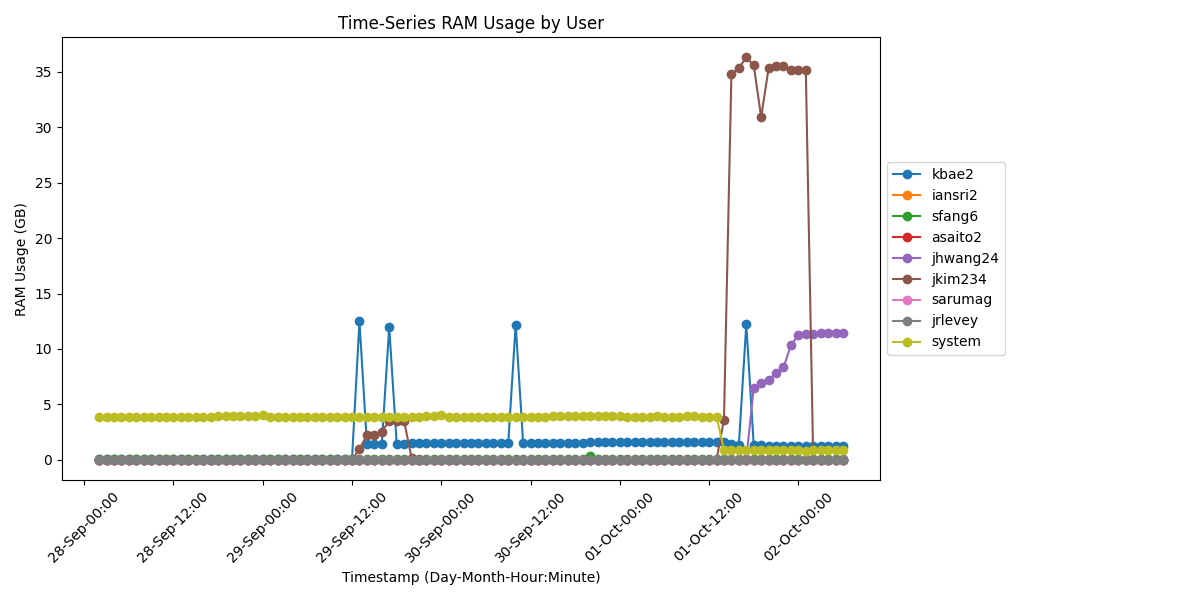 Time-Series RAM Usage by User
RAM Usage (GB)
35
30
25
20
15
10
5
0
28-Sep-00:00
28-Sep-12:00
29-Sep-00:00
29-Sep-12:00
30-Sep-00:00
30-Sep-12:00
01-Oct-00:00
01-Oct-12:00
02-Oct-00:00
Timestamp (Day-Month-Hour:Minute)
kbae2
iansri2
sfang6
asaito2
jhwang24
jkim234
sarumag
jrlevey
system